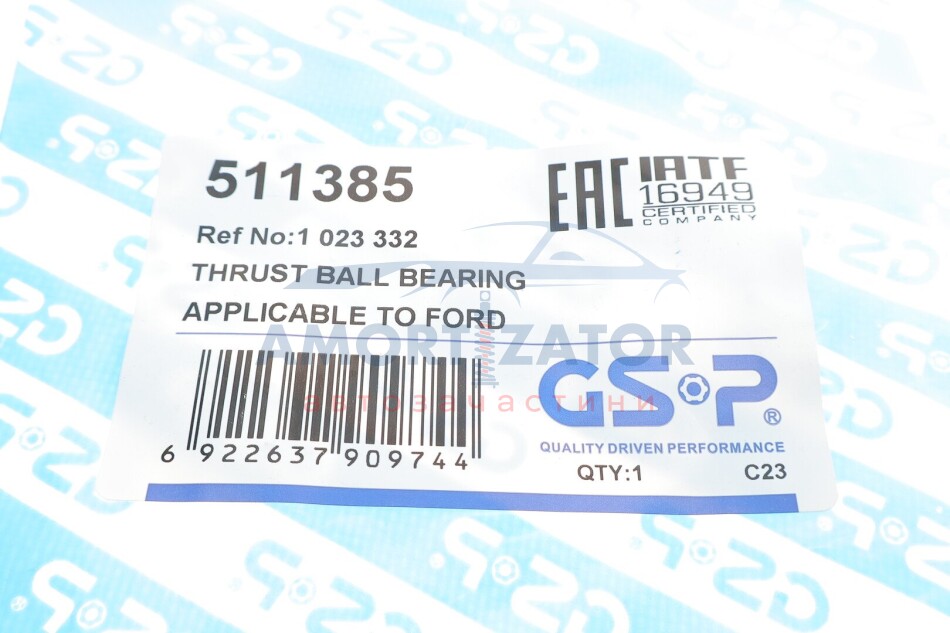 511385
EAC
IATF
16949
CERTIFIED
COMPANY
Ref No:1 023 332
THRUST BALL BEARING
APPLICABLE TO FORD
AMORTIZATOR
автозапчастини
GSP®
QUALITY DRIVEN PERFORMANCE
6 922637 909744
QTY:1 C23